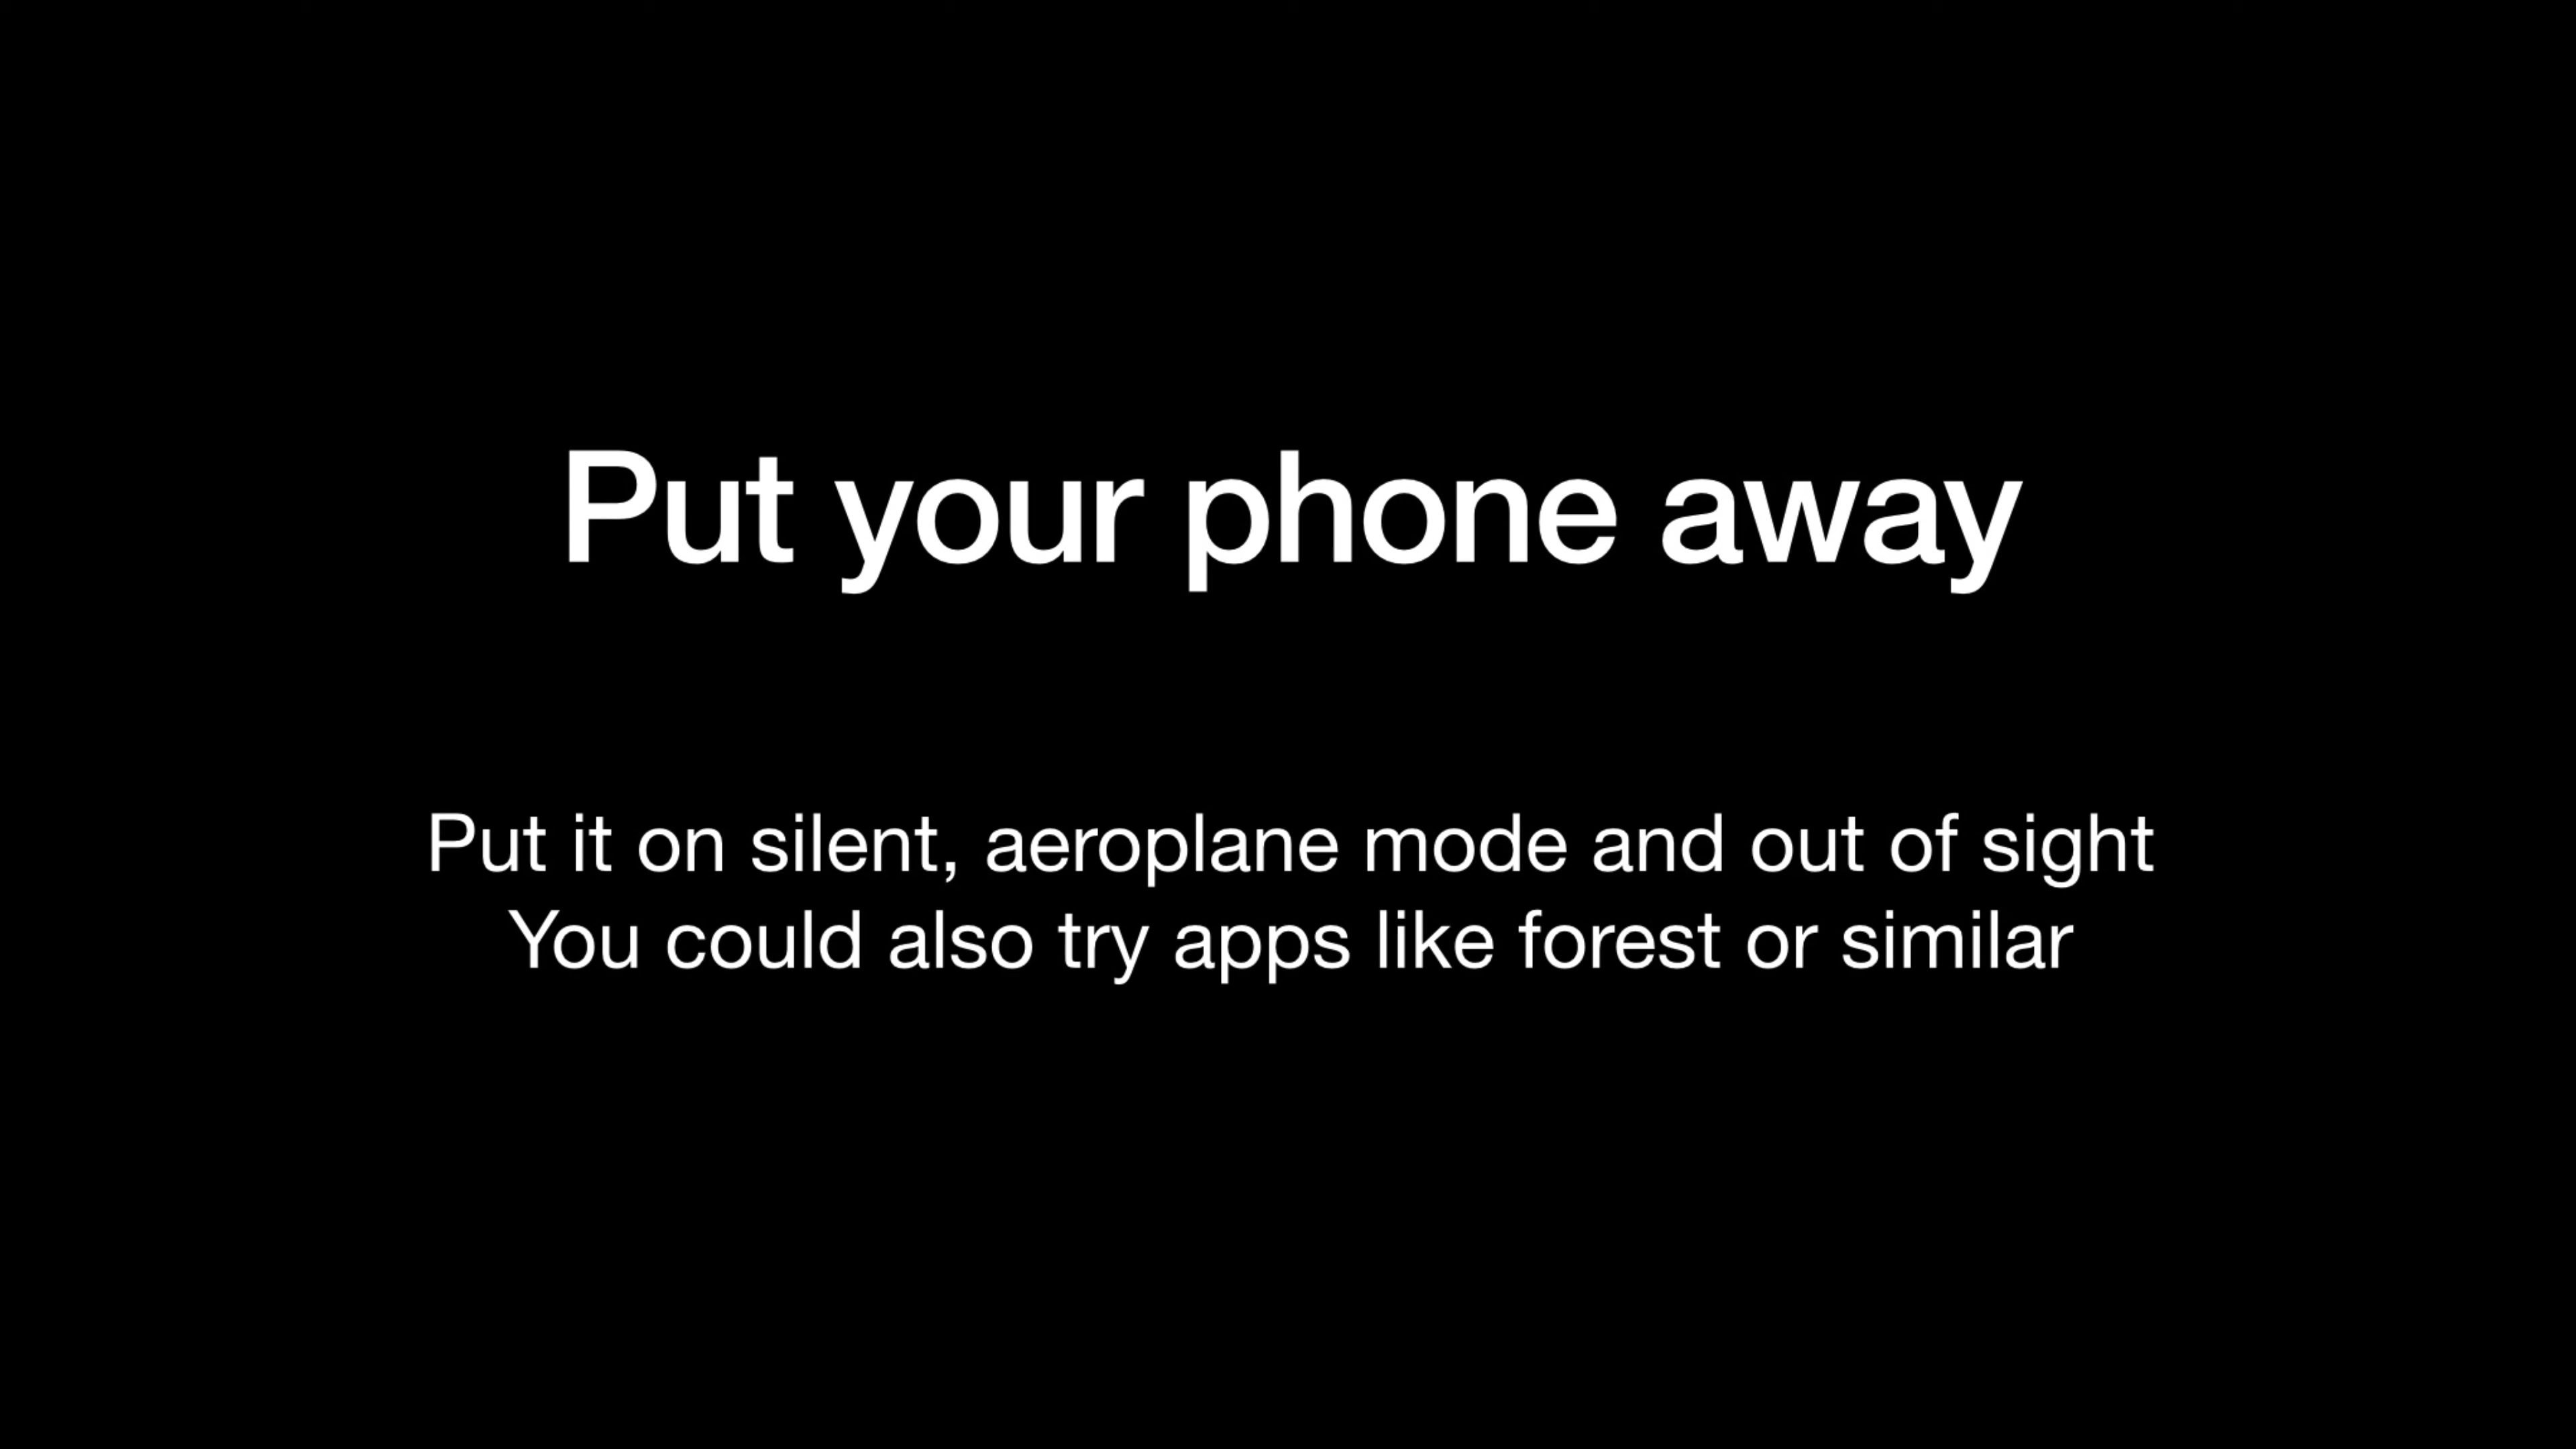 Put your phone away
Put it on silent, aeroplane mode and out of sight
You could also try apps like forest or similar